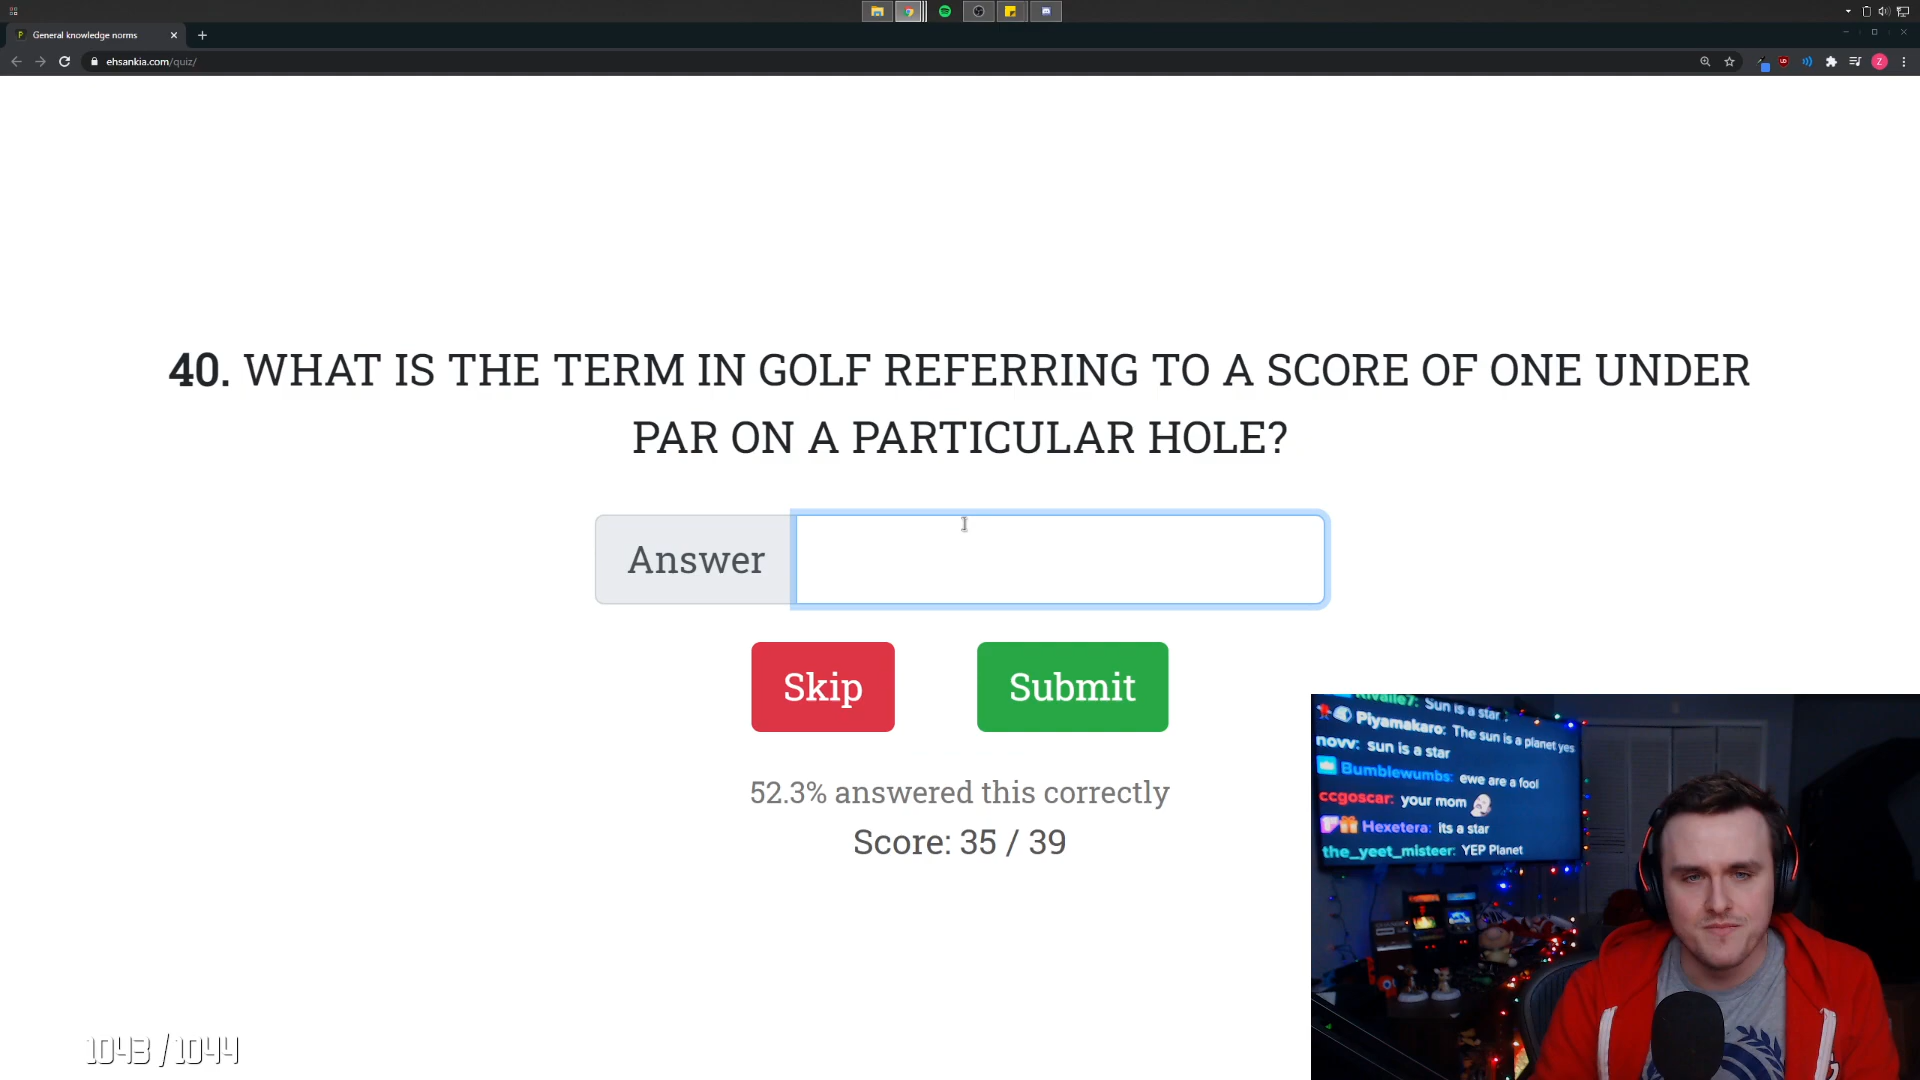 General knowledge norms
ehsankia.com/quiz/
Z
40. WHAT IS THE TERM IN GOLF REFERRING TO A SCORE OF ONE UNDER
PAR ON A PARTICULAR HOLE?
Answer
Skip
Submit
52.3% answered this correctly
Score: 35 / 39
Rivalle7: Sun is a star
Piyamakaro: The sun is a planet yes
novv: sun is a star
Bumblewumbs: ewe are a fool
ccgoscar: your mom
Hexetera: its a star
the_yeet_misteer: YEP Planet
1043 / 1044